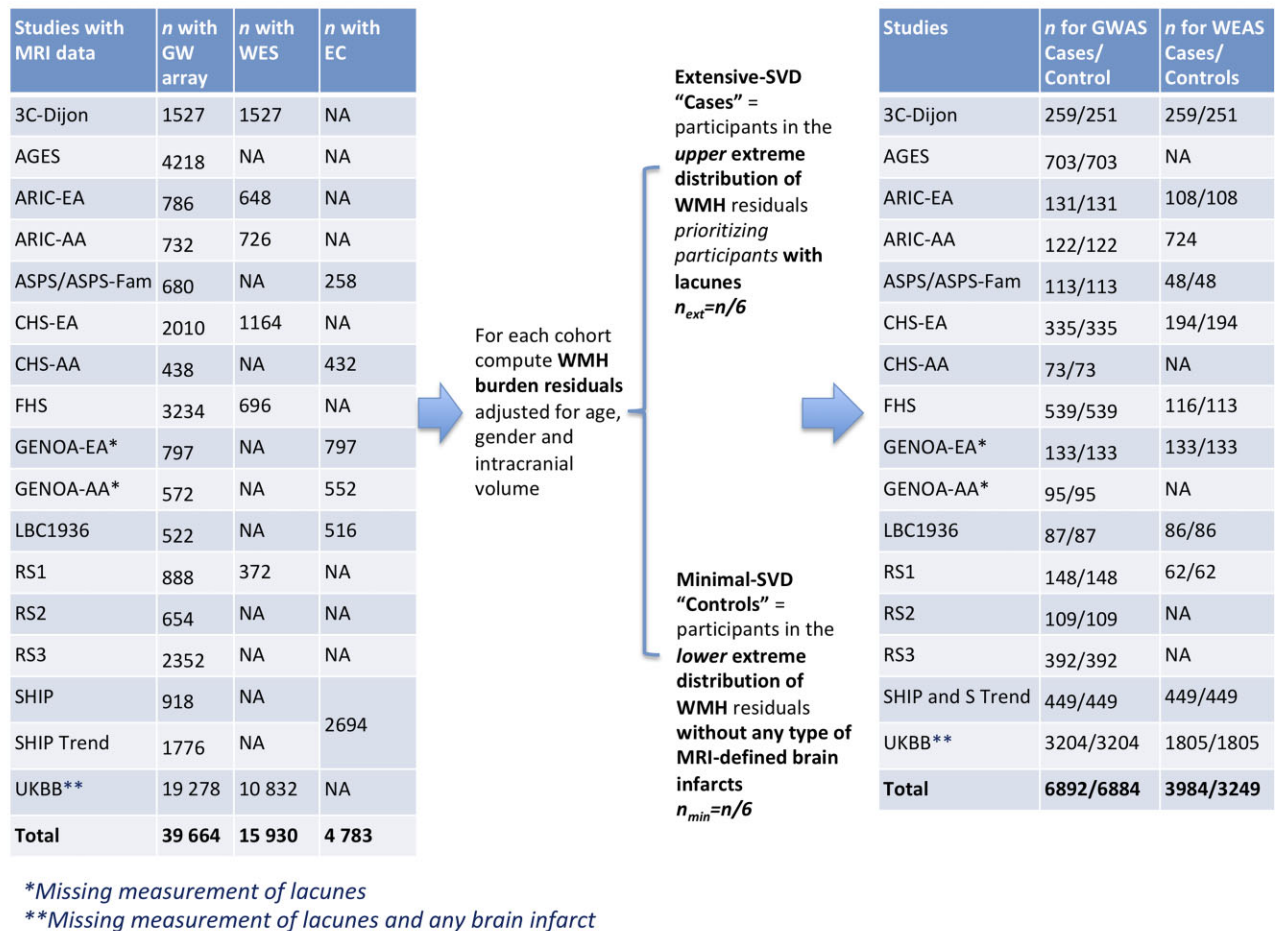 Studies with MRI data n with GW array n with WES n with EC
3C-Dijon 1527 1527 NA
AGES 4218 NA NA
ARIC-EA 786 648 NA
ARIC-AA 732 726 NA
ASPS/ASPS-Fam 680 NA 258
CHS-EA 2010 1164 NA
CHS-AA 438 NA 432
FHS 3234 696 NA
GENOA-EA* 797 NA 797
GENOA-AA* 572 NA 552
LBC1936 522 NA 516
RS1 888 372 NA
RS2 654 NA NA
RS3 2352 NA NA
SHIP 918 NA 2694
SHIP Trend 1776 NA
UKBB** 19 278 10 832 NA
Total 39 664 15 930 4 783
For each cohort
compute WMH
burden residuals
adjusted for age,
gender and
intracranial
volume
Extensive-SVD
“Cases” =
participants in the
upper extreme
distribution of
WMH residuals
prioritizing
participants with
lacunes
n_ext=n/6
Minimal-SVD
“Controls” =
participants in the
lower extreme
distribution of
WMH residuals
without any type of
MRI-defined brain
infarcts
n_min=n/6
Studies n for GWAS Cases/ Control n for WEAS Cases/ Controls
3C-Dijon 259/251 259/251
AGES 703/703 NA
ARIC-EA 131/131 108/108
ARIC-AA 122/122 724
ASPS/ASPS-Fam 113/113 48/48
CHS-EA 335/335 194/194
CHS-AA 73/73 NA
FHS 539/539 116/113
GENOA-EA* 133/133 133/133
GENOA-AA* 95/95 NA
LBC1936 87/87 86/86
RS1 148/148 62/62
RS2 109/109 NA
RS3 392/392 NA
SHIP and S Trend 449/449 449/449
UKBB** 3204/3204 1805/1805
Total 6892/6884 3984/3249
*Missing measurement of lacunes
**Missing measurement of lacunes and any brain infarct